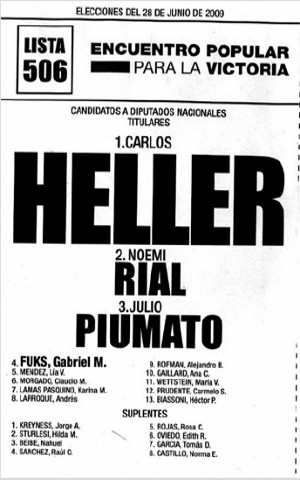 ELECCIONES DEL 28 DE JUNIO DE 2009
LISTA
506
ENCUENTRO POPULAR
PARA LA VICTORIA
CANDIDATOS A DIPUTADOS NACIONALES
TITULARES
1.CARLOS
HELLER
2. NOEMI
RIAL
3.JULIO
PIUMATO
4. FUKS, Gabriel M.
5. MENDEZ, Lía V.
6. MORGADO, Claudio M.
7. LAMAS PASQUINO, Karina M.
8. LARROQUE, Andrés
9. ROFMAN, Alejandro B.
10. GAILLARD, Ana C.
11. WETTSTEIN, María V.
12. PRUDENTE, Carmelo S.
13. BIASSONI, Héctor P.
SUPLENTES
1. KREYNESS, Jorge A.
2. STURLESI, Hilda M.
3. BEIBE, Nahuel
4. SANCHEZ, Raúl O.
5. ROJAS, Rosa C.
6. OVIEDO, Edith R.
7. GARCIA, Tomás D.
8. CASTILLO, Norma E.